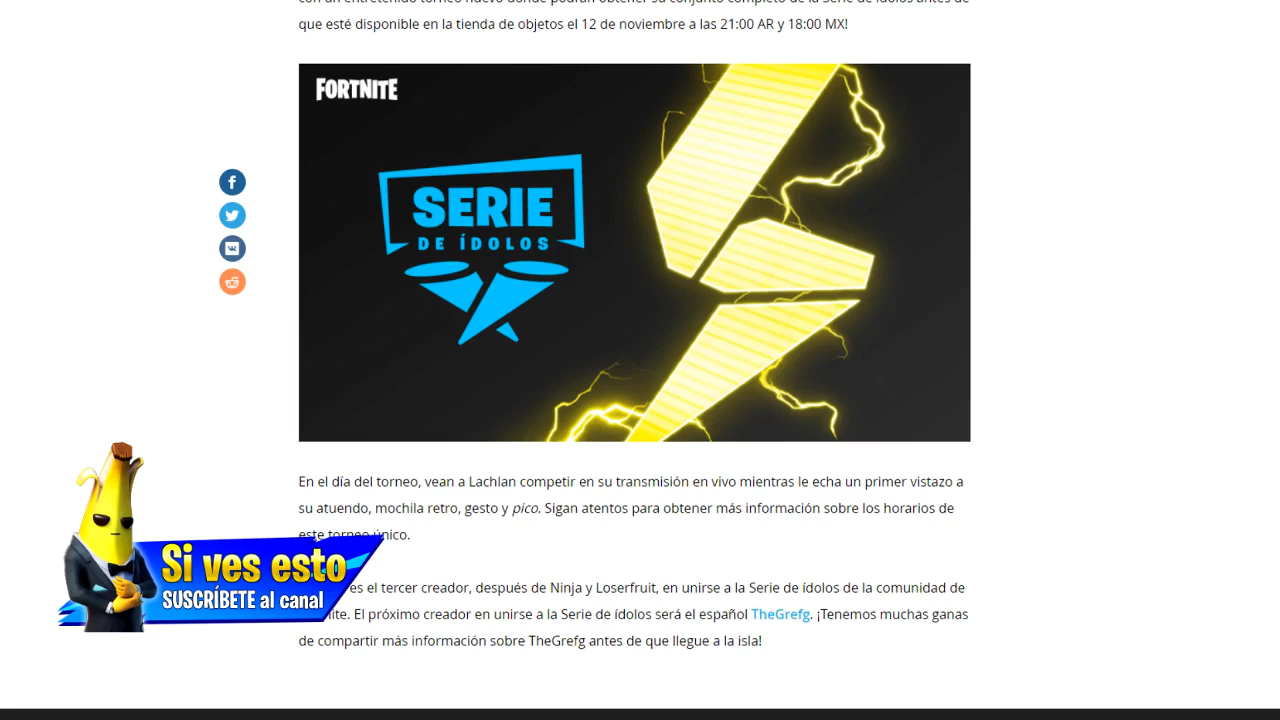 que esté disponible en la tienda de objetos el 12 de noviembre a las 21:00 AR y 18:00 MX!
FORTNITE
SERIE
DE ÍDOLOS
En el día del torneo, vean a Lachlan competir en su transmisión en vivo mientras le echa un primer vistazo a
su atuendo, mochila retro, gesto y pico. Sigan atentos para obtener más información sobre los horarios de
este torneo único.
Si ves esto
SUSCRÍBETE al canal
es el tercer creador, después de Ninja y Loserfruit, en unirse a la Serie de ídolos de la comunidad de
El próximo creador en unirse a la Serie de ídolos será el español TheGrefg. ¡Tenemos muchas ganas
de compartir más información sobre TheGrefg antes de que llegue a la isla!